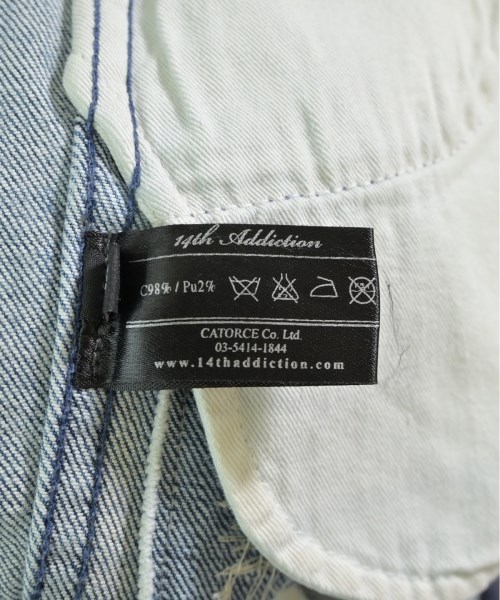 14th Addiction
C98% / Pu2%
CATORCE Co. Ltd.
03-5414-1844
www.14thaddiction.com